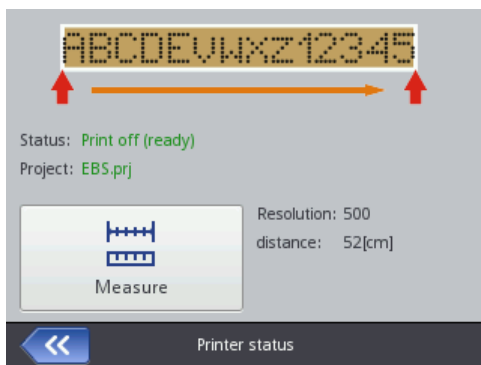 ABCDEVWXZ12345
Status: Print off (ready)
Project: EBS.prj
Resolution: 500
distance: 52[cm]
Measure
Printer status